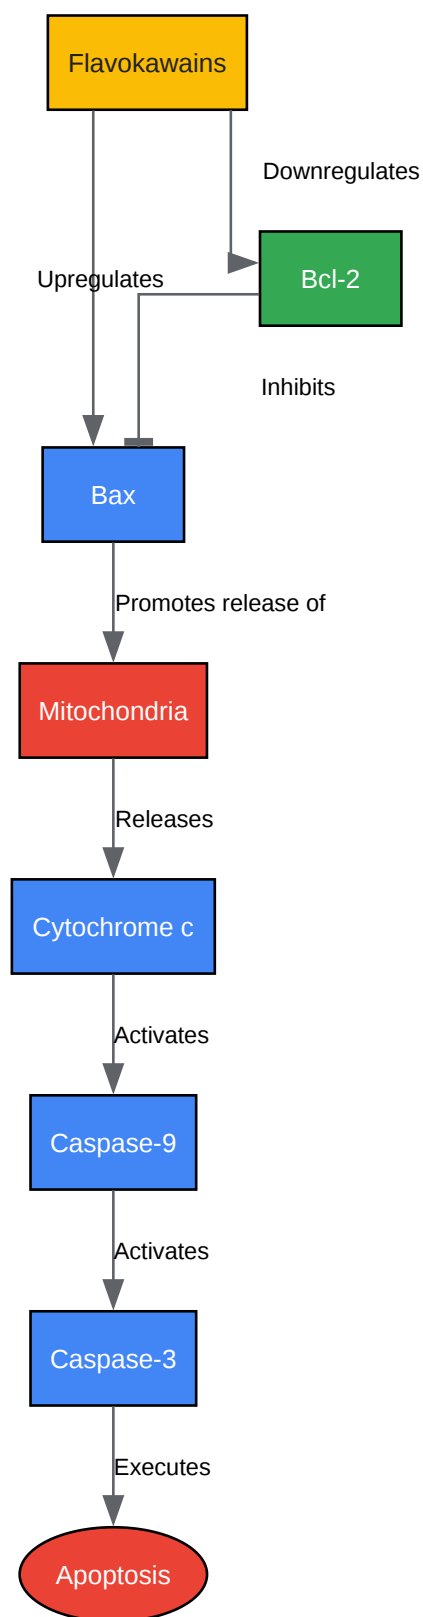 Flavokawains
Downregulates
Upregulates
Bcl-2
Inhibits
Bax
Promotes release of
Mitochondria
Releases
Cytochrome c
Activates
Caspase-9
Activates
Caspase-3
Executes
Apoptosis